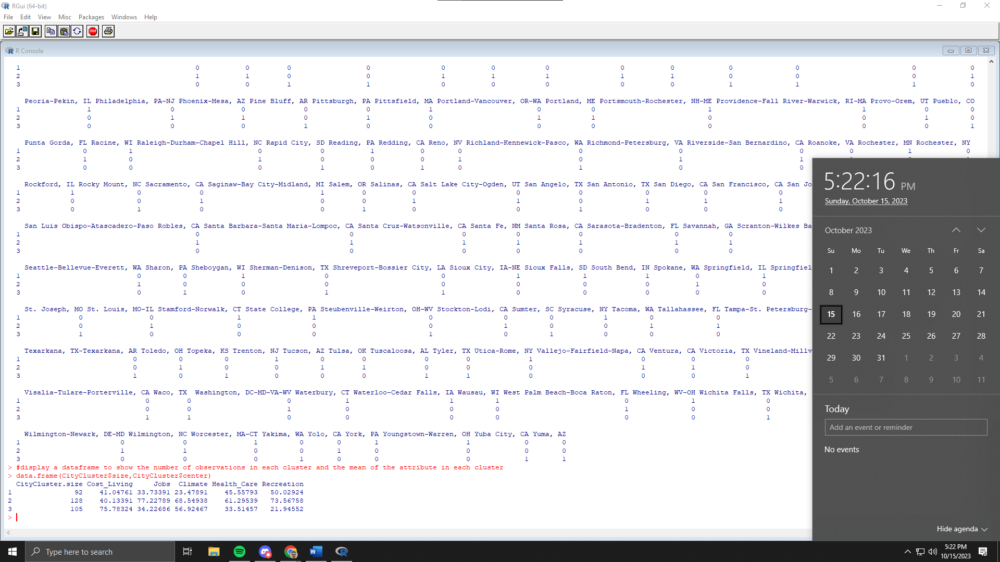 RGui (64-bit)
File Edit View Misc Packages Windows Help
STOP
R Console
1 0 0 0 0 0 0 0 0 0 0 0 0 0
2 1 1 0 0 1 1 1 1 1 0 0 0 1
3 0 0 1 1 0 0 0 0 0 1 1 1 0
Peoria-Pekin, IL Philadelphia, PA-NJ Phoenix-Mesa, AZ Pine Bluff, AR Pittsburgh, PA Pittsfield, MA Portland-Vancouver, OR-WA Portland, ME Portsmouth-Rochester, NH-ME Providence-Fall River-Warwick, RI-MA Provo-Orem, UT Pueblo, CO
1 1 0 0 0 0 1 0 0 1 1 0 0
2 0 1 1 0 1 0 1 1 0 0 1 0
3 0 0 0 1 0 0 0 0 0 0 0 1
Punta Gorda, FL Racine, WI Raleigh-Durham-Chapel Hill, NC Rapid City, SD Reading, PA Redding, CA Reno, NV Richland-Kennewick-Pasco, WA Richmond-Petersburg, VA Riverside-San Bernardino, CA Roanoke, VA Rochester, MN Rochester, NY
1 0 1 0 0 1 0 0 0 0 0 0 1 0
2 1 0 1 0 0 0 1 0 1 1
3 0 0 0 1 0 1 0 1 0 0
Rockford, IL Rocky Mount, NC Sacramento, CA Saginaw-Bay City-Midland, MI Salem, OR Salinas, CA Salt Lake City-Ogden, UT San Angelo, TX San Antonio, TX San Diego, CA San Francisco, CA San Jo
1 1 0 0 1 0 0 0 0 0 0 0
2 0 0 1 0 0 1 1 0 1 1 1
3 0 1 0 0 1 0 0 1 0 0 0
San Luis Obispo-Atascadero-Paso Robles, CA Santa Barbara-Santa Maria-Lompoc, CA Santa Cruz-Watsonville, CA Santa Fe, NM Santa Rosa, CA Sarasota-Bradenton, FL Savannah, GA Scranton-Wilkes Ba
1 0 0 0 0 0 0 0
2 1 1 1 1 1 1 1
3 0 0 0 0 0 0 0
Seattle-Bellevue-Everett, WA Sharon, PA Sheboygan, WI Sherman-Denison, TX Shreveport-Bossier City, LA Sioux City, IA-NE Sioux Falls, SD South Bend, IN Spokane, WA Springfield, IL Springfiel
1 0 0 1 0 0 1 1 1 0 1
2 1 0 0 0 0 0 0 0 1 0
3 0 1 0 1 1 0 0 0 0 0
St. Joseph, MO St. Louis, MO-IL Stamford-Norwalk, CT State College, PA Steubenville-Weirton, OH-WV Stockton-Lodi, CA Sumter, SC Syracuse, NY Tacoma, WA Tallahassee, FL Tampa-St. Petersburg-
1 0 0 1 1 0 0 0 1 0 0
2 0 1 0 0 0 1 0 0 1 1
3 1 0 0 0 1 0 1 0 0 0
Texarkana, TX-Texarkana, AR Toledo, OH Topeka, KS Trenton, NJ Tucson, AZ Tulsa, OK Tuscaloosa, AL Tyler, TX Utica-Rome, NY Vallejo-Fairfield-Napa, CA Ventura, CA Victoria, TX Vineland-Millv
1 0 0 0 1 0 0 0 0 1 0 0 0
2 0 1 0 0 1 1 0 0 0 1 1 0
3 1 0 1 0 0 0 1 1 0 0 0 1
Visalia-Tulare-Porterville, CA Waco, TX Washington, DC-MD-VA-WV Waterbury, CT Waterloo-Cedar Falls, IA Wausau, WI West Palm Beach-Boca Raton, FL Wheeling, WV-OH Wichita Falls, TX Wichita,
1 0 0 0 1 1 1 0 1 0
2 0 0 1 0 0 0 1 0 0
3 1 1 0 0 0 0 0 0 1
Wilmington-Newark, DE-MD Wilmington, NC Worcester, MA-CT Yakima, WA Yolo, CA York, PA Youngstown-Warren, OH Yuba City, CA Yuma, AZ
1 0 0 1 0 0 1 1 0 0
2 1 1 0 0 1 0 0 0 0
3 0 0 0 1 0 0 0 1 1
> #display a dataframe to show the number of observations in each cluster and the mean of the attribute in each cluster
> data.frame(CityCluster$size,CityCluster$center)
CityCluster.size Cost_Living Jobs Climate Health_Care Recreation
1 92 41.04761 33.73391 23.47891 45.55793 50.02924
2 128 40.13391 77.22789 68.54938 61.29539 73.56758
3 105 75.78324 34.22686 56.92467 33.51457 21.94552
>
5:22:16 PM
Sunday, October 15, 2023
October 2023
Su Mo Tu We Th Fr Sa
1 2 3 4 5 6 7
8 9 10 11 12 13 14
15 16 17 18 19 20 21
22 23 24 25 26 27 28
29 30 31 1 2 3 4
5 6 7 8 9 10 11
Today
Add an event or reminder
No events
Hide agenda
Type here to search
5:22 PM
10/15/2023